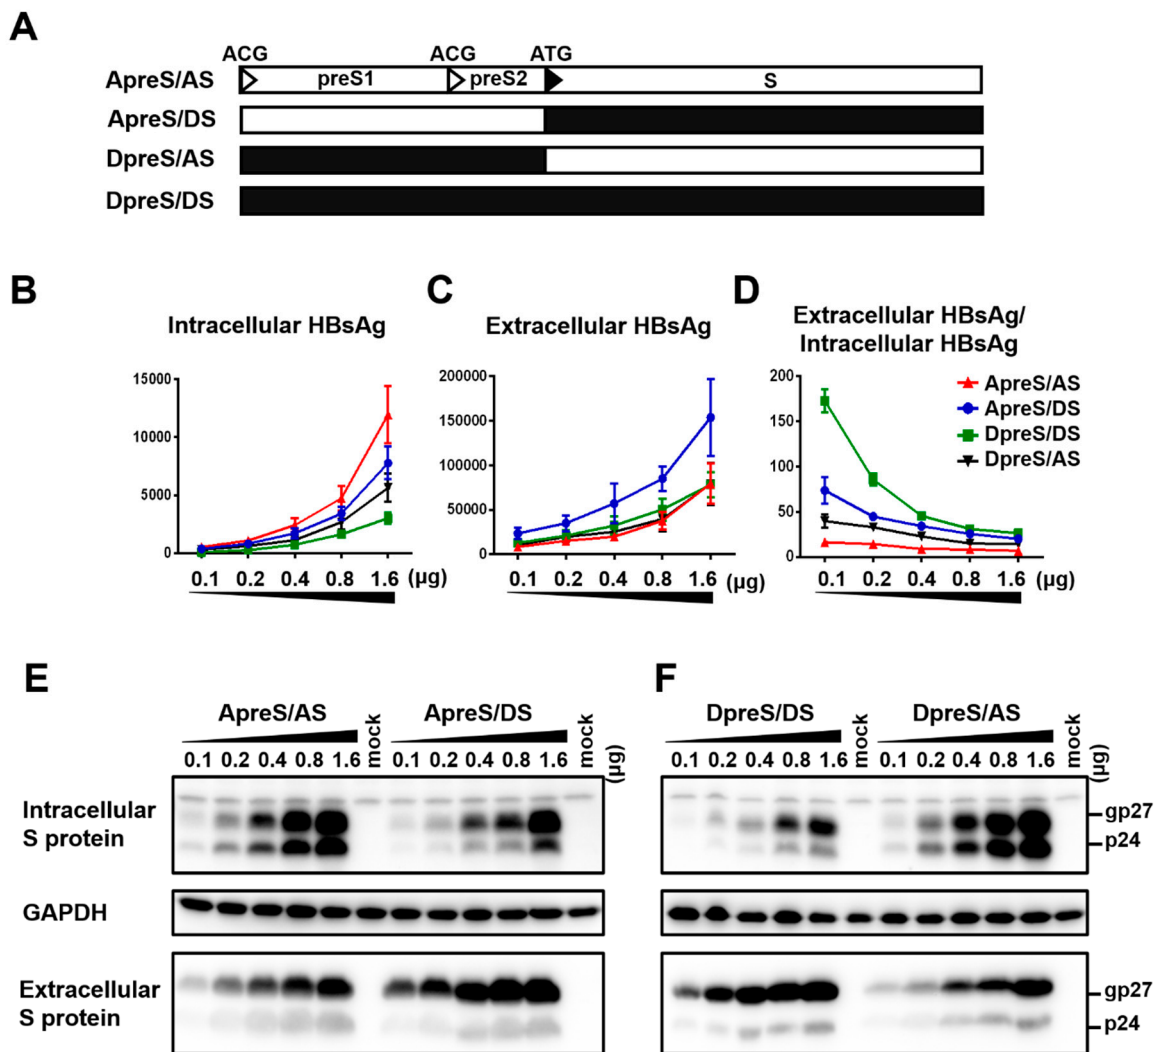 A
ACG ACG ATG
ApreS/AS preS1 preS2 S
ApreS/DS
DpreS/AS
DpreS/DS
B
Intracellular HBsAg
15000
10000
5000
0
0.1 0.2 0.4 0.8 1.6 (μg)
C
Extracellular HBsAg
200000
150000
100000
50000
0
0.1 0.2 0.4 0.8 1.6 (μg)
D
Extracellular HBsAg/
Intracellular HBsAg
200
150
100
50
0
0.1 0.2 0.4 0.8 1.6 (μg)
ApreS/AS
ApreS/DS
DpreS/DS
DpreS/AS
E
ApreS/AS ApreS/DS
0.1 0.2 0.4 0.8 1.6 mock 0.1 0.2 0.4 0.8 1.6 mock (μg)
Intracellular
S protein
GAPDH
Extracellular
S protein
F
DpreS/DS DpreS/AS
0.1 0.2 0.4 0.8 1.6 mock 0.1 0.2 0.4 0.8 1.6 mock (μg)
gp27
p24
gp27
p24